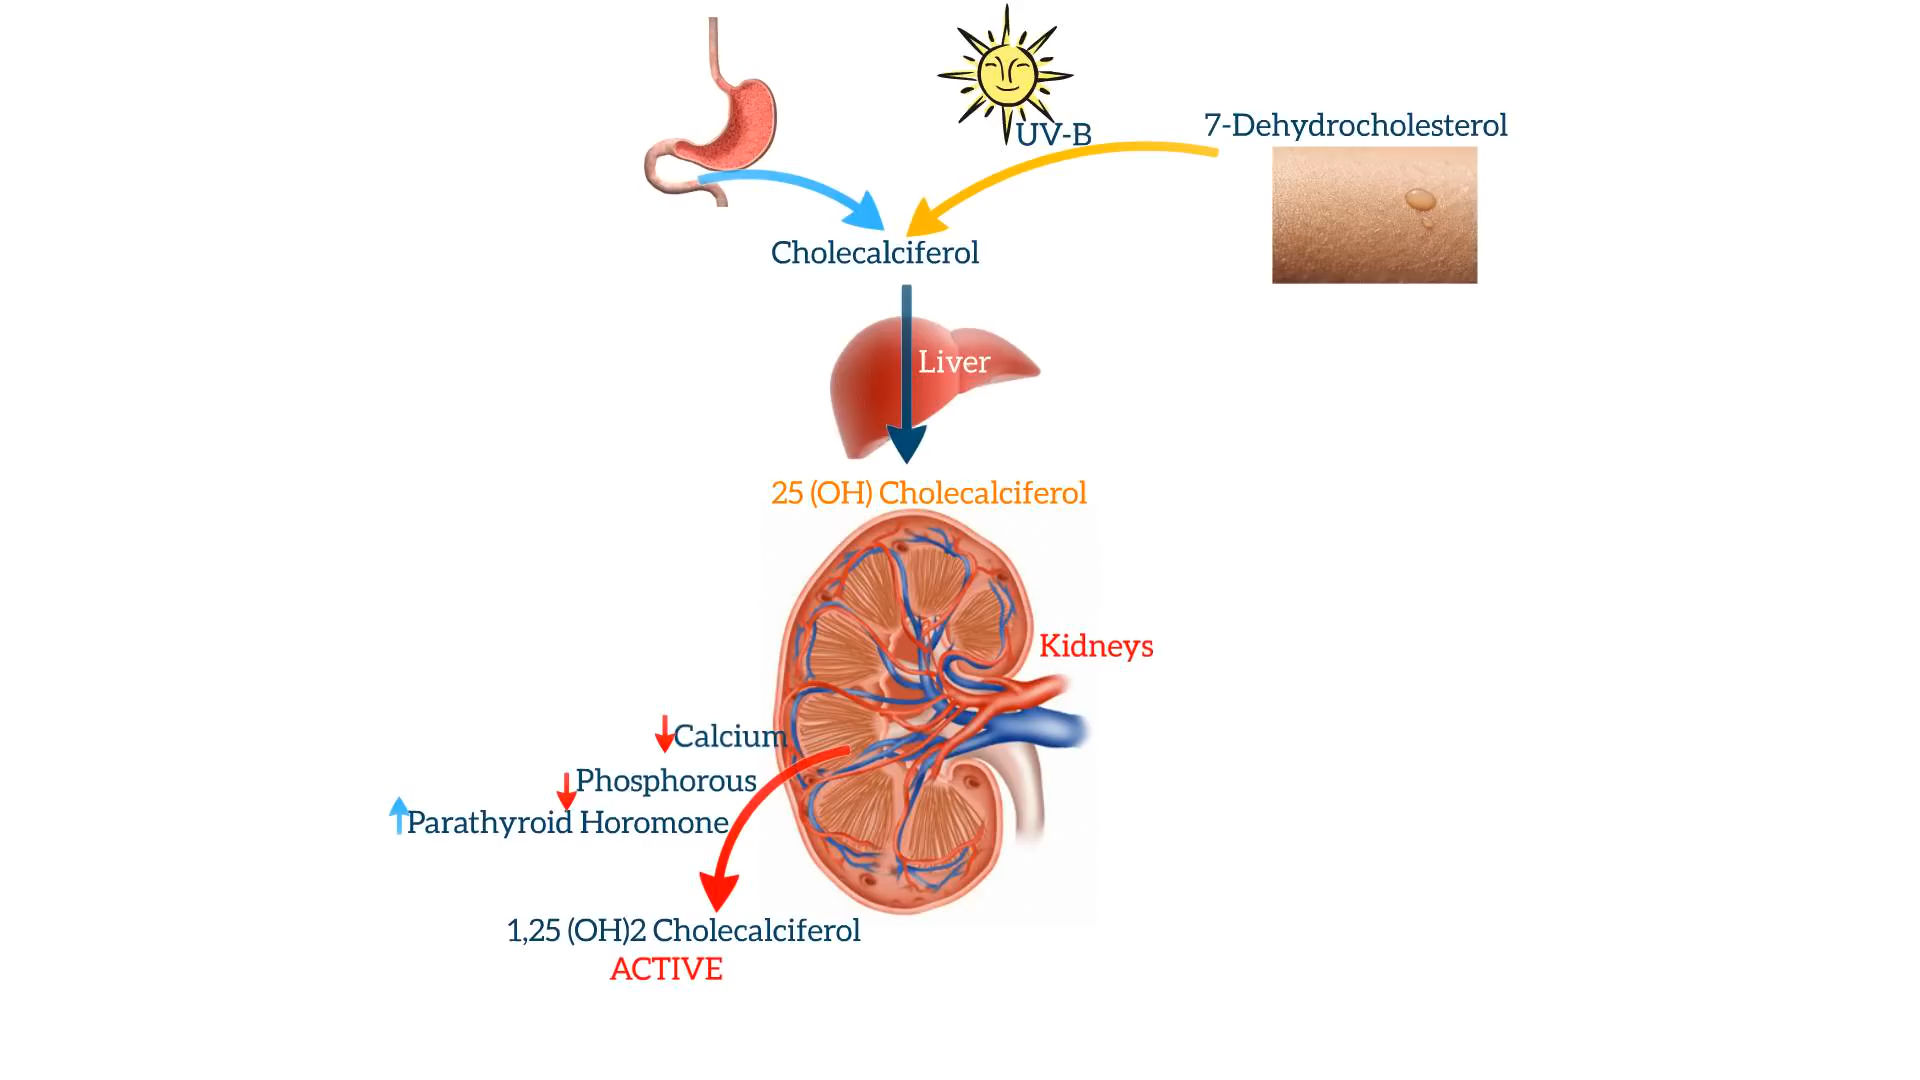 UV-B
7-Dehydrocholesterol
Cholecalciferol
Liver
25 (OH) Cholecalciferol
Kidneys
Calcium
Phosphorous
Parathyroid Horomone
1,25 (OH)2 Cholecalciferol
ACTIVE